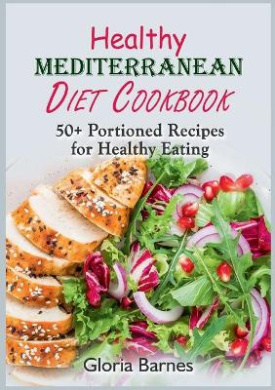 Healthy
MEDITERRANEAN
DIET COOKBOOK
50+ Portioned Recipes
for Healthy Eating
Gloria Barnes